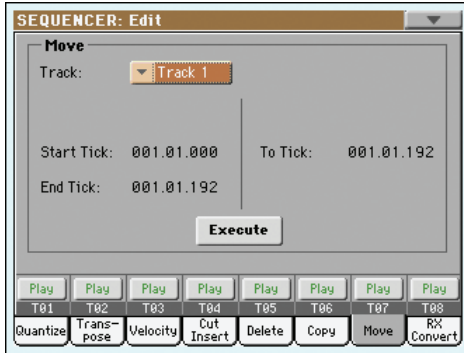 SEQUENCER: Edit
Move
Track: Track 1
Start Tick: 001.01.000 To Tick: 001.01.192
End Tick: 001.01.192
Execute
Play Play Play Play Play Play Play Play
T01 T02 T03 T04 T05 T06 T07 T08
Quantize Trans- Velocity Cut Delete Copy Move RX
pose Insert Convert